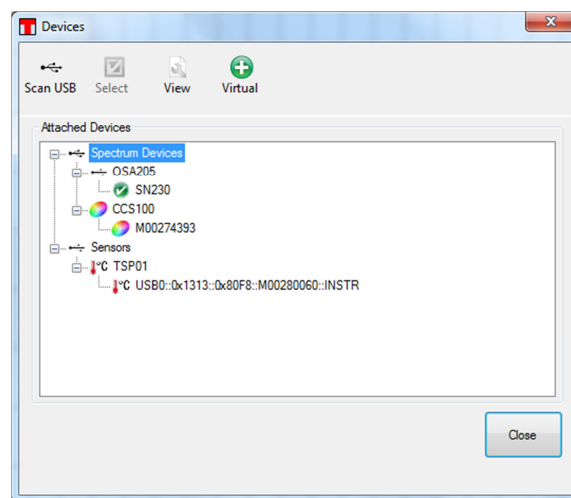 Devices
Scan USB Select View Virtual
Attached Devices
Spectrum Devices
OSA205
SN230
CCS100
M00274393
Sensors
°C TSP01
°C USB0::0x1313::0x80F8::M00280060::INSTR
Close